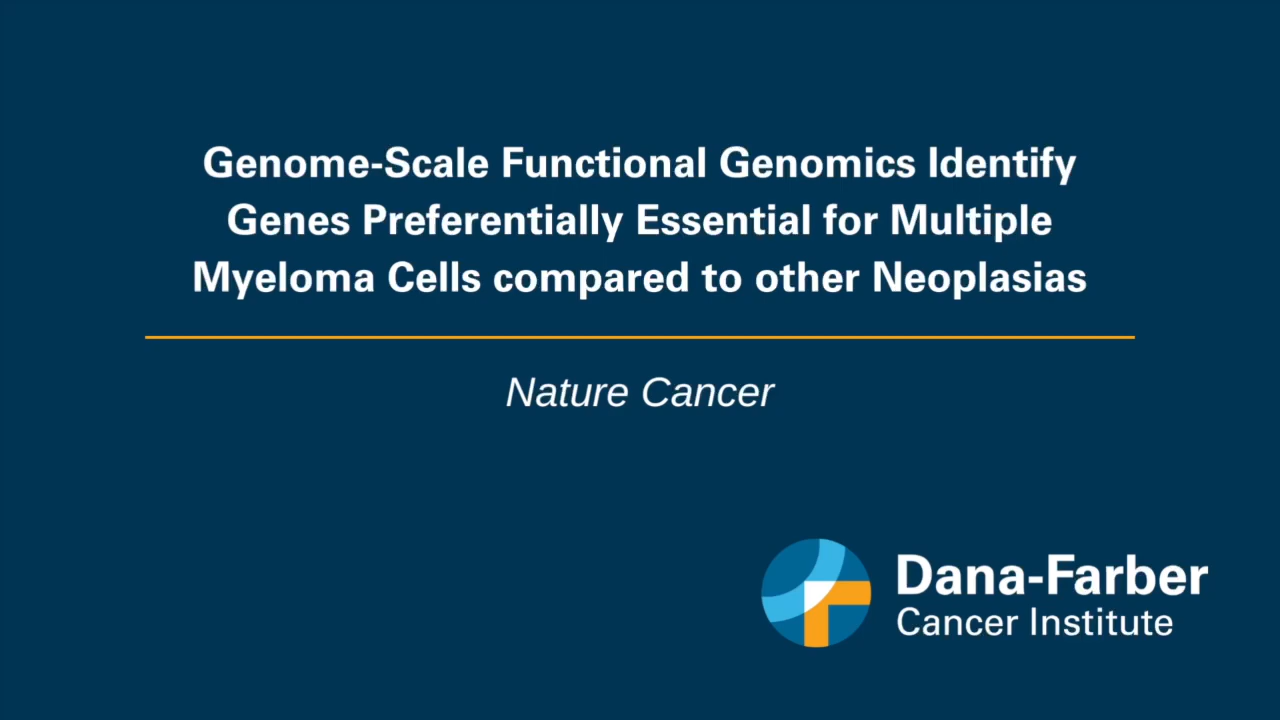 Genome-Scale Functional Genomics Identify
Genes Preferentially Essential for Multiple
Myeloma Cells compared to other Neoplasias
Nature Cancer
Dana-Farber
Cancer Institute